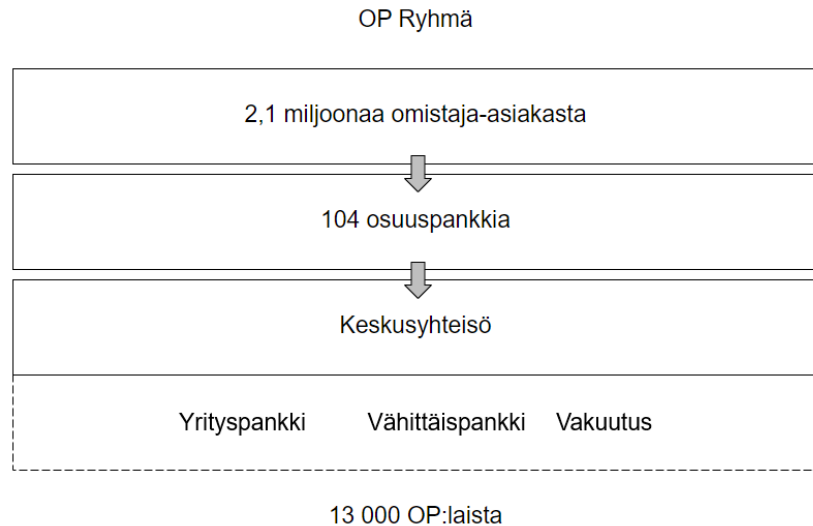 OP Ryhmä
2,1 miljoonaa omistaja-asiakasta
104 osuuspankkia
Keskusyhteisö
Yrityspankki Vähittäispankki Vakuutus
13 000 OP:laista